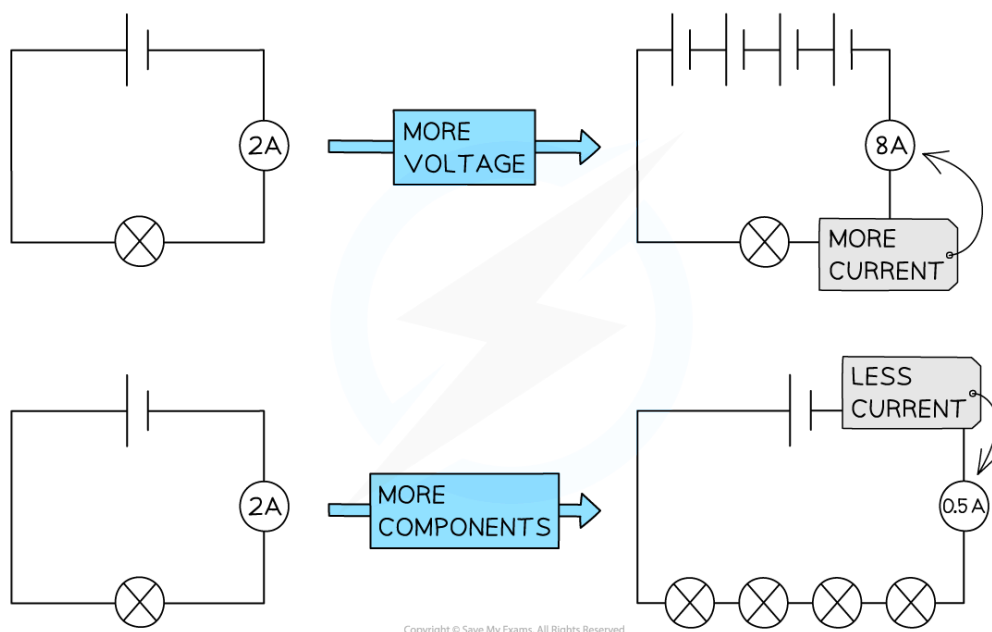 2A
MORE
VOLTAGE
8A
MORE
CURRENT
2A
MORE
COMPONENTS
LESS
CURRENT
0.5A
Copyright © Save My Exams. All Rights Reserved